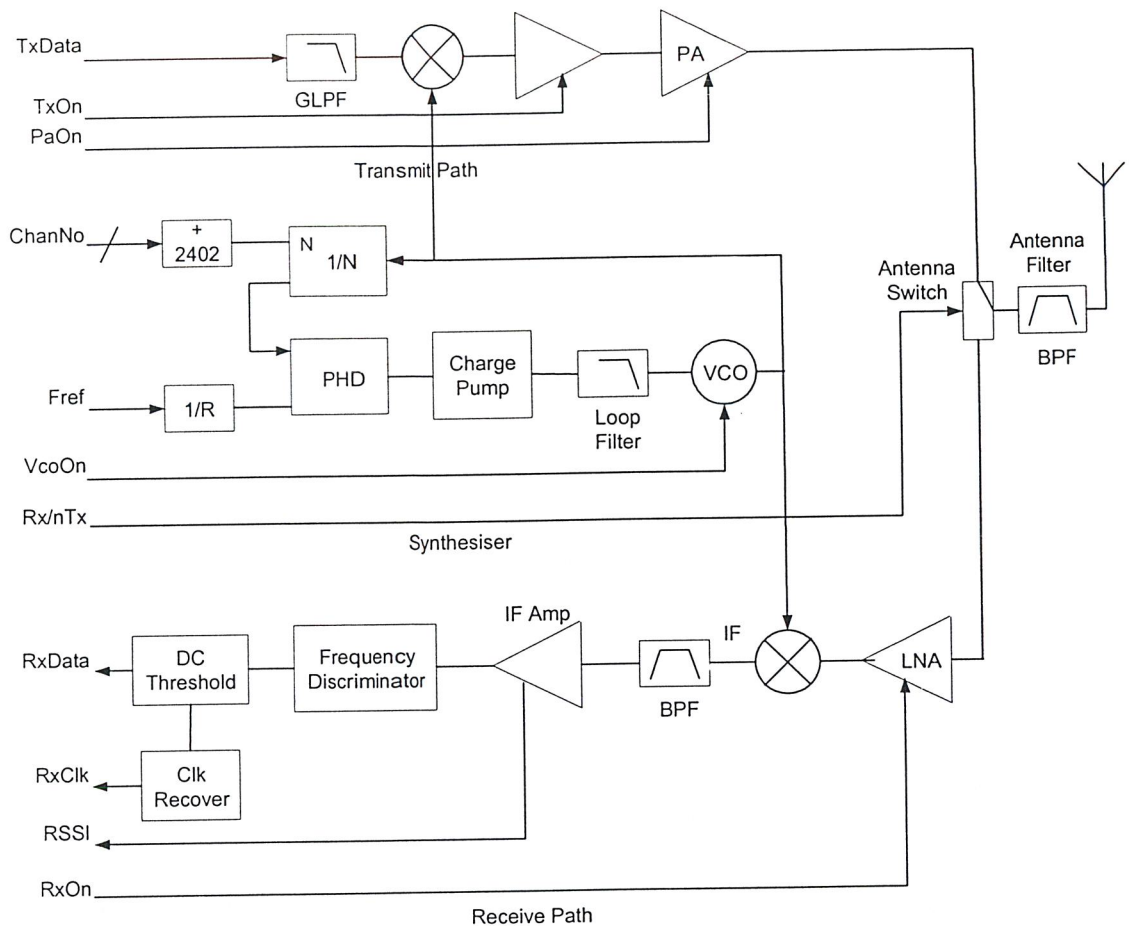 TxData
GLPF
PA
TxOn
PaOn
Transmit Path
ChanNo
+
2402
N
1/N
Antenna
Switch
Antenna
Filter
BPF
PHD
Charge
Pump
Loop
Filter
VCO
Fref
1/R
VcoOn
Rx/nTx
Synthesiser
RxData
DC
Threshold
Frequency
Discriminator
IF Amp
BPF
IF
LNA
RxClk
Clk
Recover
RSSI
RxOn
Receive Path